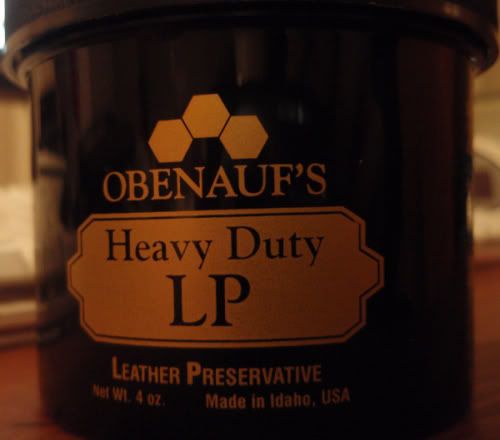 OBENAUF'S
Heavy Duty
LP
LEATHER PRESERVATIVE
Net Wt. 4 oz. Made in Idaho, USA